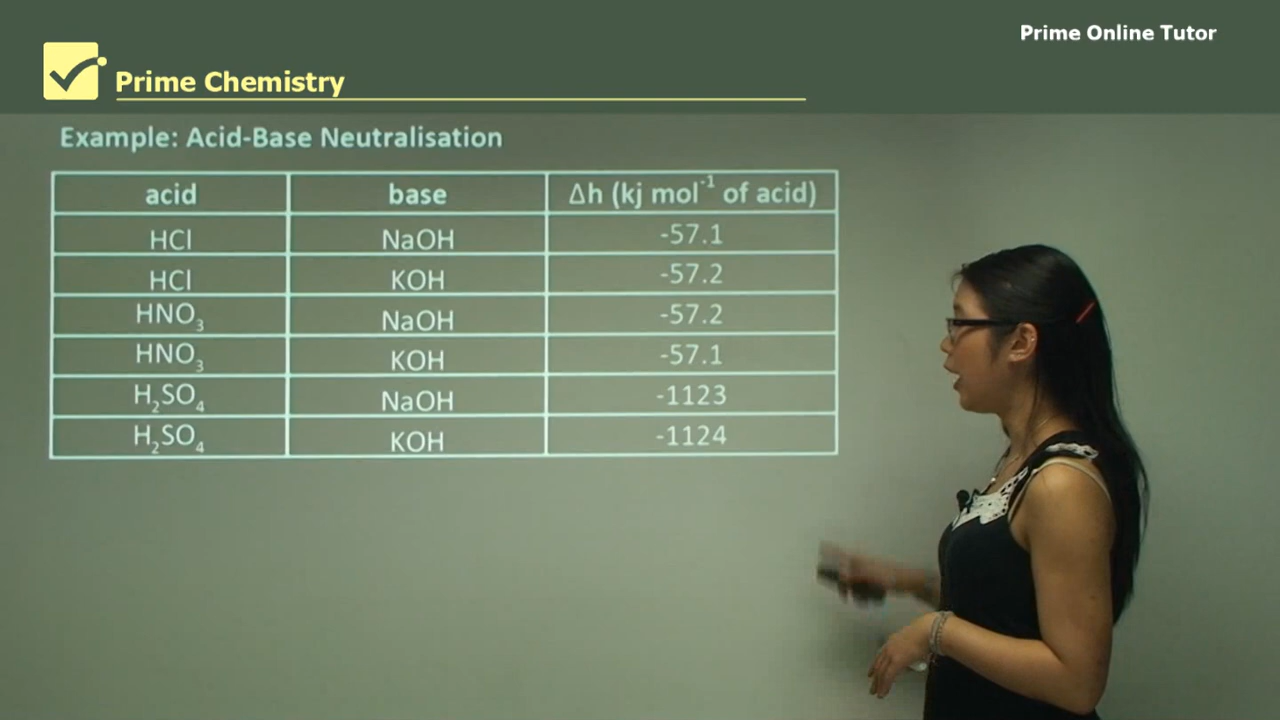 Prime Online Tutor
Prime Chemistry
Example: Acid-Base Neutralisation
acid base Δh (kj mol⁻¹ of acid)
HCl NaOH -57.1
HCl KOH -57.2
HNO₃ NaOH -57.2
HNO₃ KOH -57.1
H₂SO₄ NaOH -1123
H₂SO₄ KOH -1124